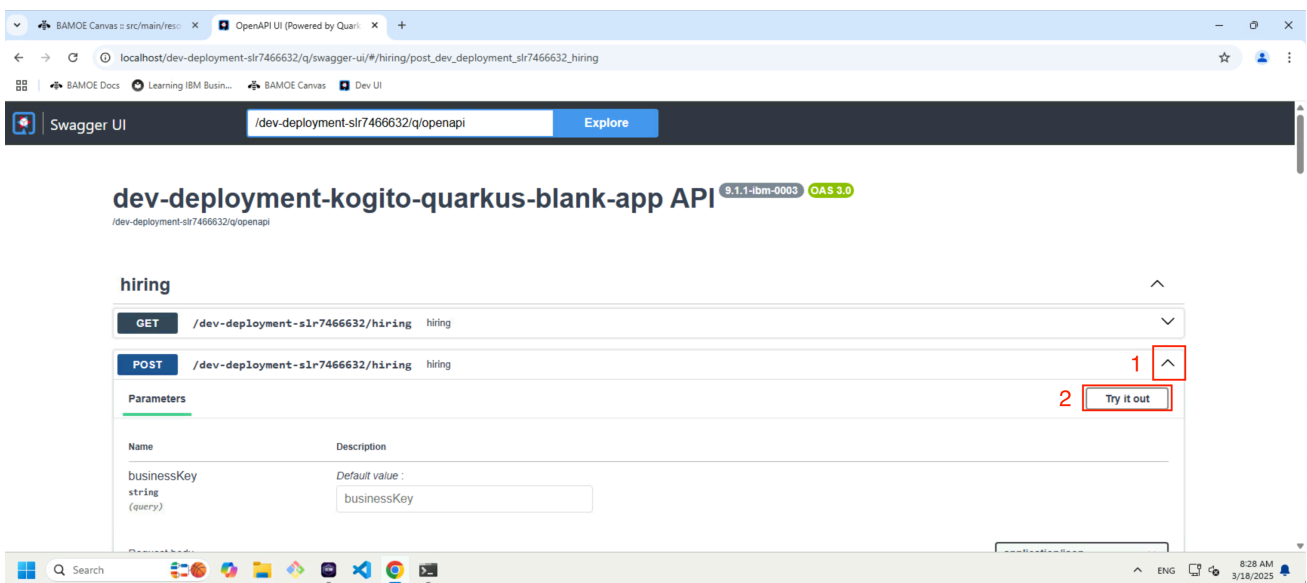 BAMOE Canvas :: src/main/reso
OpenAPI UI (Powered by Quark
localhost/dev-deployment-slr7466632/q/swagger-ui/#/hiring/post_dev_deployment_slr7466632_hiring
BAMOE Docs Learning IBM Busin... BAMOE Canvas Dev UI
Swagger UI /dev-deployment-slr7466632/q/openapi Explore
dev-deployment-kogito-quarkus-blank-app API 9.1.1-ibm-0003 OAS 3.0
/dev-deployment-slr7466632/q/openapi
hiring
GET /dev-deployment-slr7466632/hiring hiring
POST /dev-deployment-slr7466632/hiring hiring 1
Parameters 2 Try it out
Name Description
businessKey Default value :
string businessKey
(query)
Request body application/json
Search ENG 8:28 AM
3/18/2025